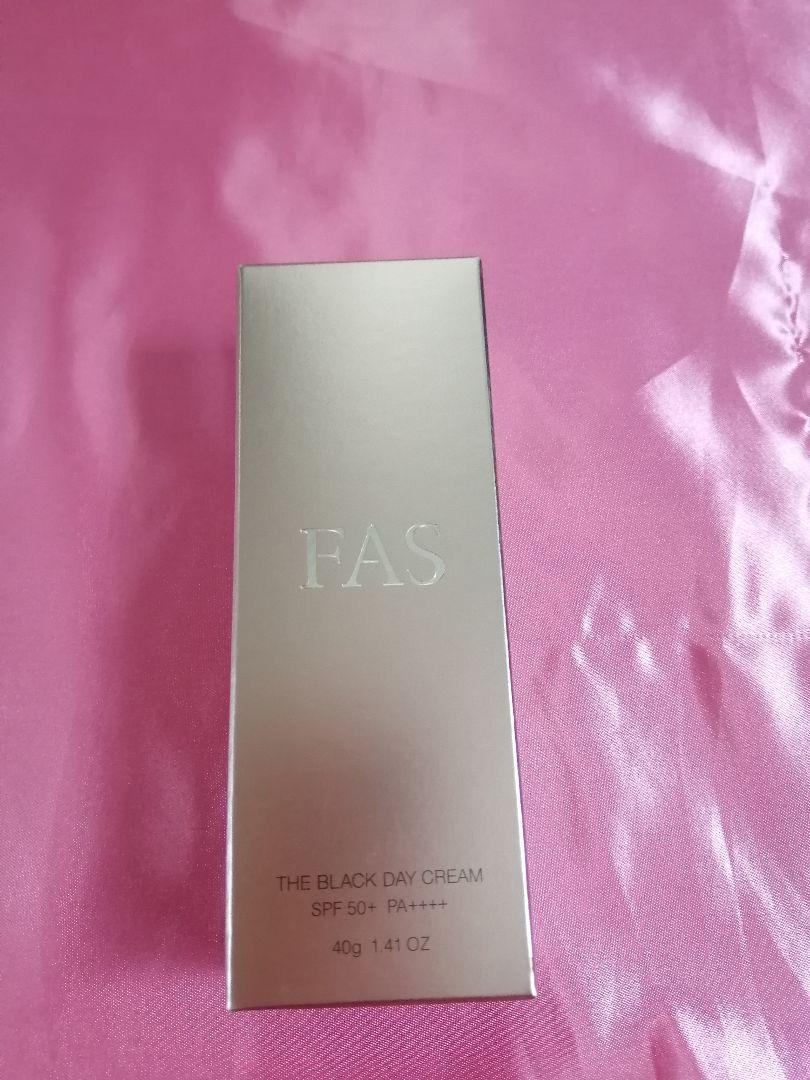 FAS
THE BLACK DAY CREAM
SPF 50+ PA++++
40g 1.41 OZ